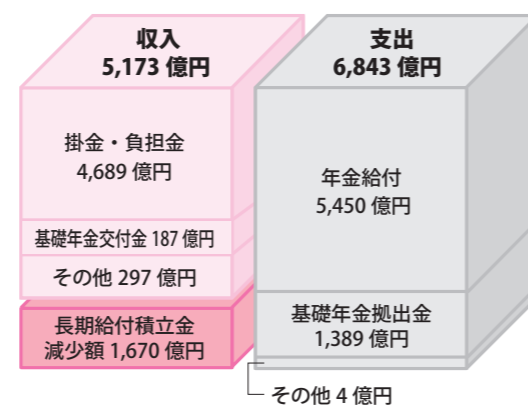 収入
5,173 億円
掛金・負担金
4,689 億円
基礎年金交付金 187 億円
その他 297 億円
長期給付積立金
減少額 1,670 億円
支出
6,843 億円
年金給付
5,450 億円
基礎年金拠出金
1,389 億円
その他 4 億円